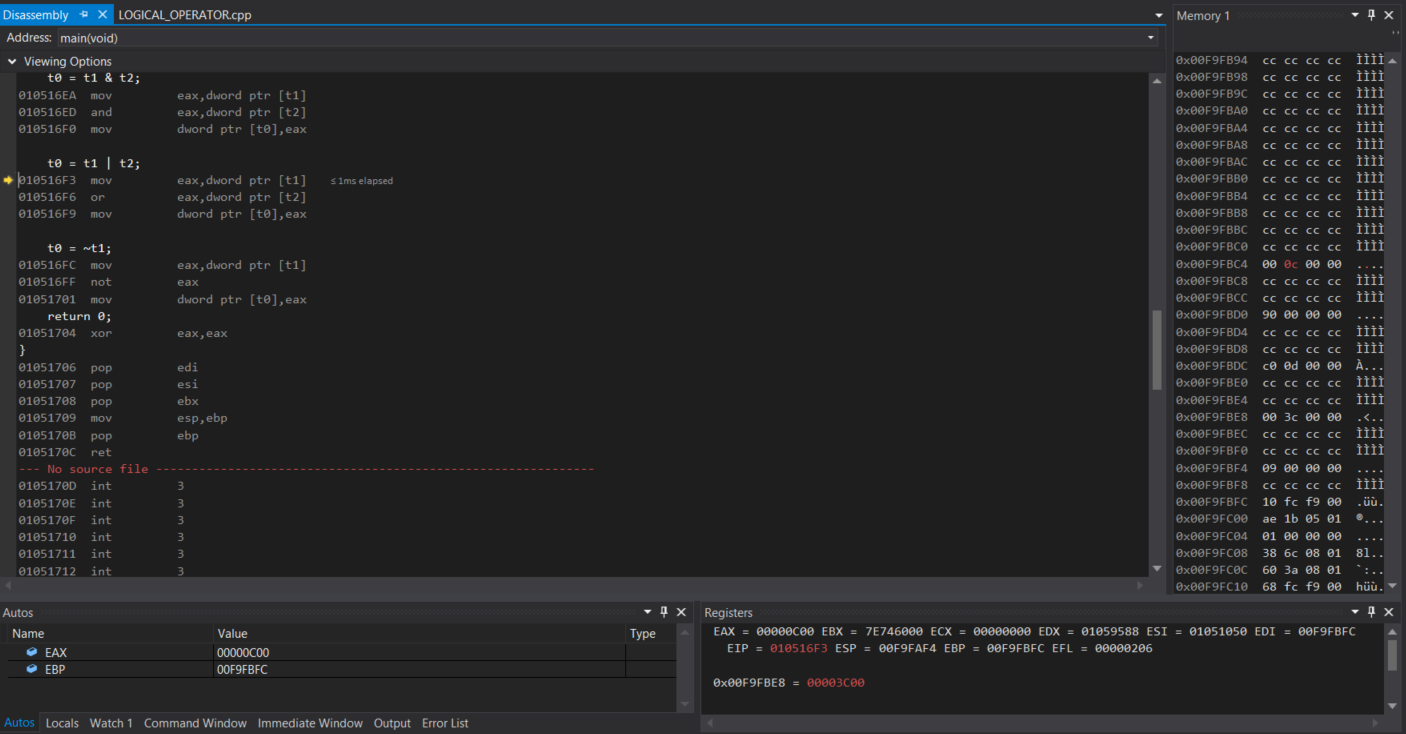 Disassembly LOGICAL_OPERATOR.cpp
Address: main(void)
Viewing Options
t0 = t1 & t2;
010516EA mov eax,dword ptr [t1]
010516ED and eax,dword ptr [t2]
010516F0 mov dword ptr [t0],eax
t0 = t1 | t2;
010516F3 mov eax,dword ptr [t1] ≤ 1ms elapsed
010516F6 or eax,dword ptr [t2]
010516F9 mov dword ptr [t0],eax
t0 = ~t1;
010516FC mov eax,dword ptr [t1]
010516FF not eax
01051701 mov dword ptr [t0],eax
return 0;
01051704 xor eax,eax
}
01051706 pop edi
01051707 pop esi
01051708 pop ebx
01051709 mov esp,ebp
0105170B pop ebp
0105170C ret
--- No source file -------------------------------------------------------------
0105170D int 3
0105170E int 3
0105170F int 3
01051710 int 3
01051711 int 3
01051712 int 3
Memory 1
0x00F9FB94 cc cc cc cc ÌÌÌÌ
0x00F9FB98 cc cc cc cc ÌÌÌÌ
0x00F9FB9C cc cc cc cc ÌÌÌÌ
0x00F9FBA0 cc cc cc cc ÌÌÌÌ
0x00F9FBA4 cc cc cc cc ÌÌÌÌ
0x00F9FBA8 cc cc cc cc ÌÌÌÌ
0x00F9FBAC cc cc cc cc ÌÌÌÌ
0x00F9FBB0 cc cc cc cc ÌÌÌÌ
0x00F9FBB4 cc cc cc cc ÌÌÌÌ
0x00F9FBB8 cc cc cc cc ÌÌÌÌ
0x00F9FBBC cc cc cc cc ÌÌÌÌ
0x00F9FBC0 cc cc cc cc ÌÌÌÌ
0x00F9FBC4 00 0c 00 00 ....
0x00F9FBC8 cc cc cc cc ÌÌÌÌ
0x00F9FBCC cc cc cc cc ÌÌÌÌ
0x00F9FBD0 90 00 00 00 ....
0x00F9FBD4 cc cc cc cc ÌÌÌÌ
0x00F9FBD8 cc cc cc cc ÌÌÌÌ
0x00F9FBDC c0 0d 00 00 À...
0x00F9FBE0 cc cc cc cc ÌÌÌÌ
0x00F9FBE4 cc cc cc cc ÌÌÌÌ
0x00F9FBE8 00 3c 00 00 .<..
0x00F9FBEC cc cc cc cc ÌÌÌÌ
0x00F9FBF0 cc cc cc cc ÌÌÌÌ
0x00F9FBF4 09 00 00 00 ....
0x00F9FBF8 cc cc cc cc ÌÌÌÌ
0x00F9FBFC 10 fc f9 00 .üù.
0x00F9FC00 ae 1b 05 01 ®...
0x00F9FC04 01 00 00 00 ....
0x00F9FC08 38 6c 08 01 8l..
0x00F9FC0C 60 3a 08 01 `:..
0x00F9FC10 68 fc f9 00 hüù.
Autos
Name Value Type
EAX 00000C00
EBP 00F9FBFC
Autos Locals Watch 1 Command Window Immediate Window Output Error List
Registers
EAX = 00000C00 EBX = 7E746000 ECX = 00000000 EDX = 01059588 ESI = 01051050 EDI = 00F9FBFC
EIP = 010516F3 ESP = 00F9FAF4 EBP = 00F9FBFC EFL = 00000206
0x00F9FBE8 = 00003C00